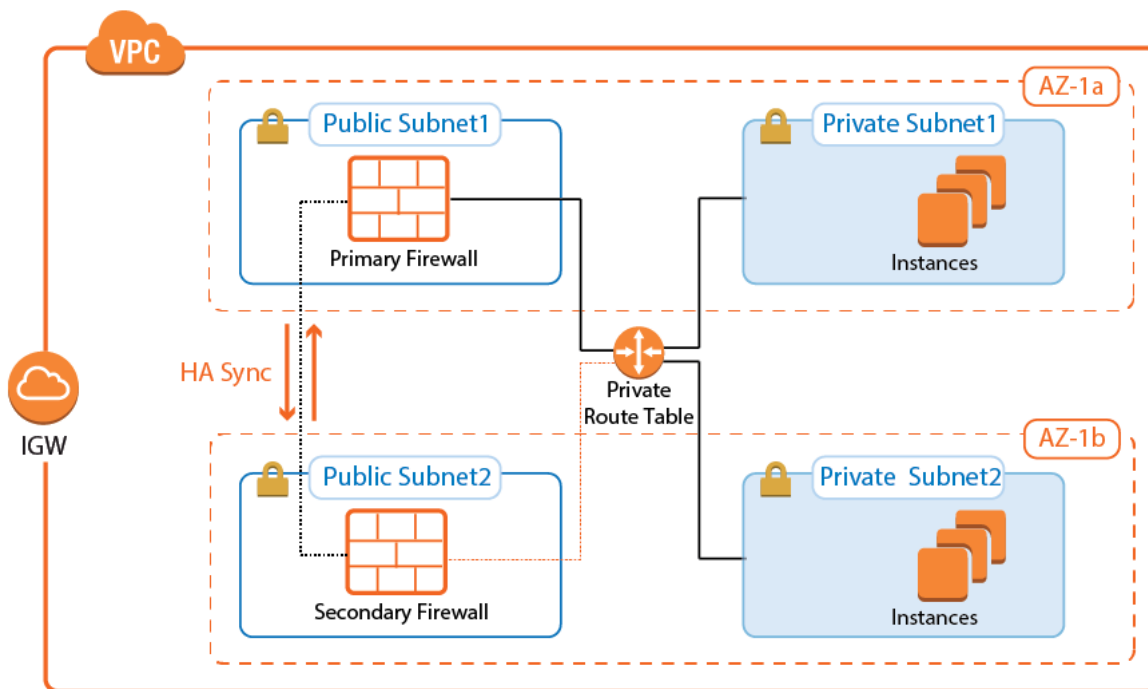 VPC
AZ-1a
Public Subnet1
Private Subnet1
Primary Firewall
Instances
HA Sync
Private
Route Table
IGW
AZ-1b
Public Subnet2
Private Subnet2
Secondary Firewall
Instances